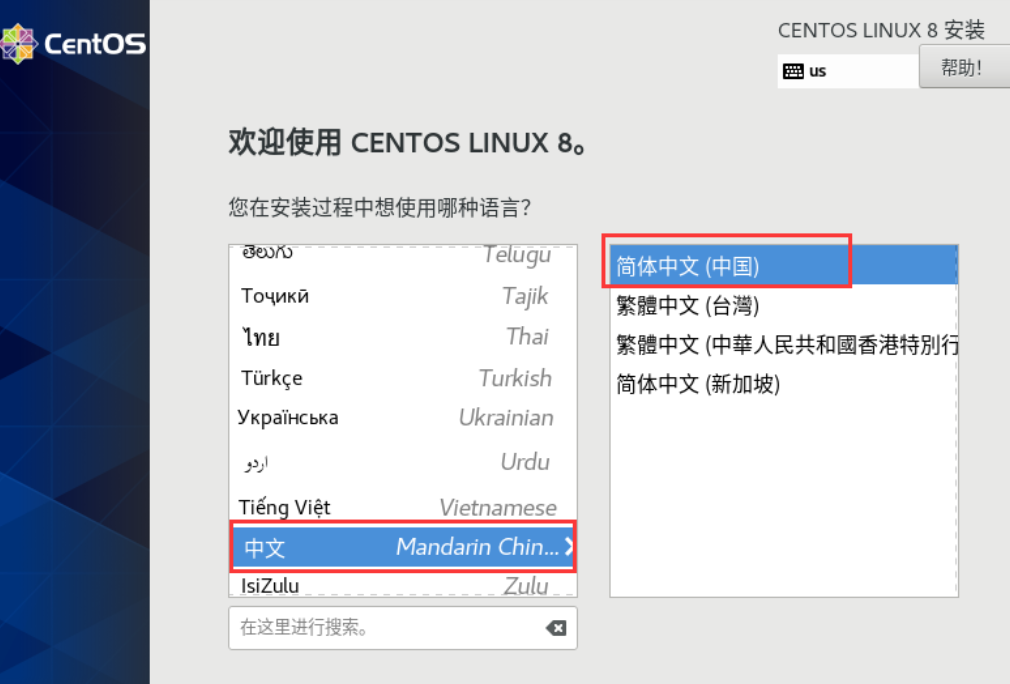 CentOS
CENTOS LINUX 8 安装
us
帮助!
欢迎使用 CENTOS LINUX 8。
您在安装过程中想使用哪种语言?
తెలుగు Telugu
Тоҷикӣ Tajik
ไทย Thai
Türkçe Turkish
Українська Ukrainian
اردو Urdu
Tiếng Việt Vietnamese
中文 Mandarin Chin...
IsiZulu Zulu
在这里进行搜索。
简体中文 (中国)
繁體中文 (台灣)
繁體中文 (中華人民共和國香港特別行
简体中文 (新加坡)